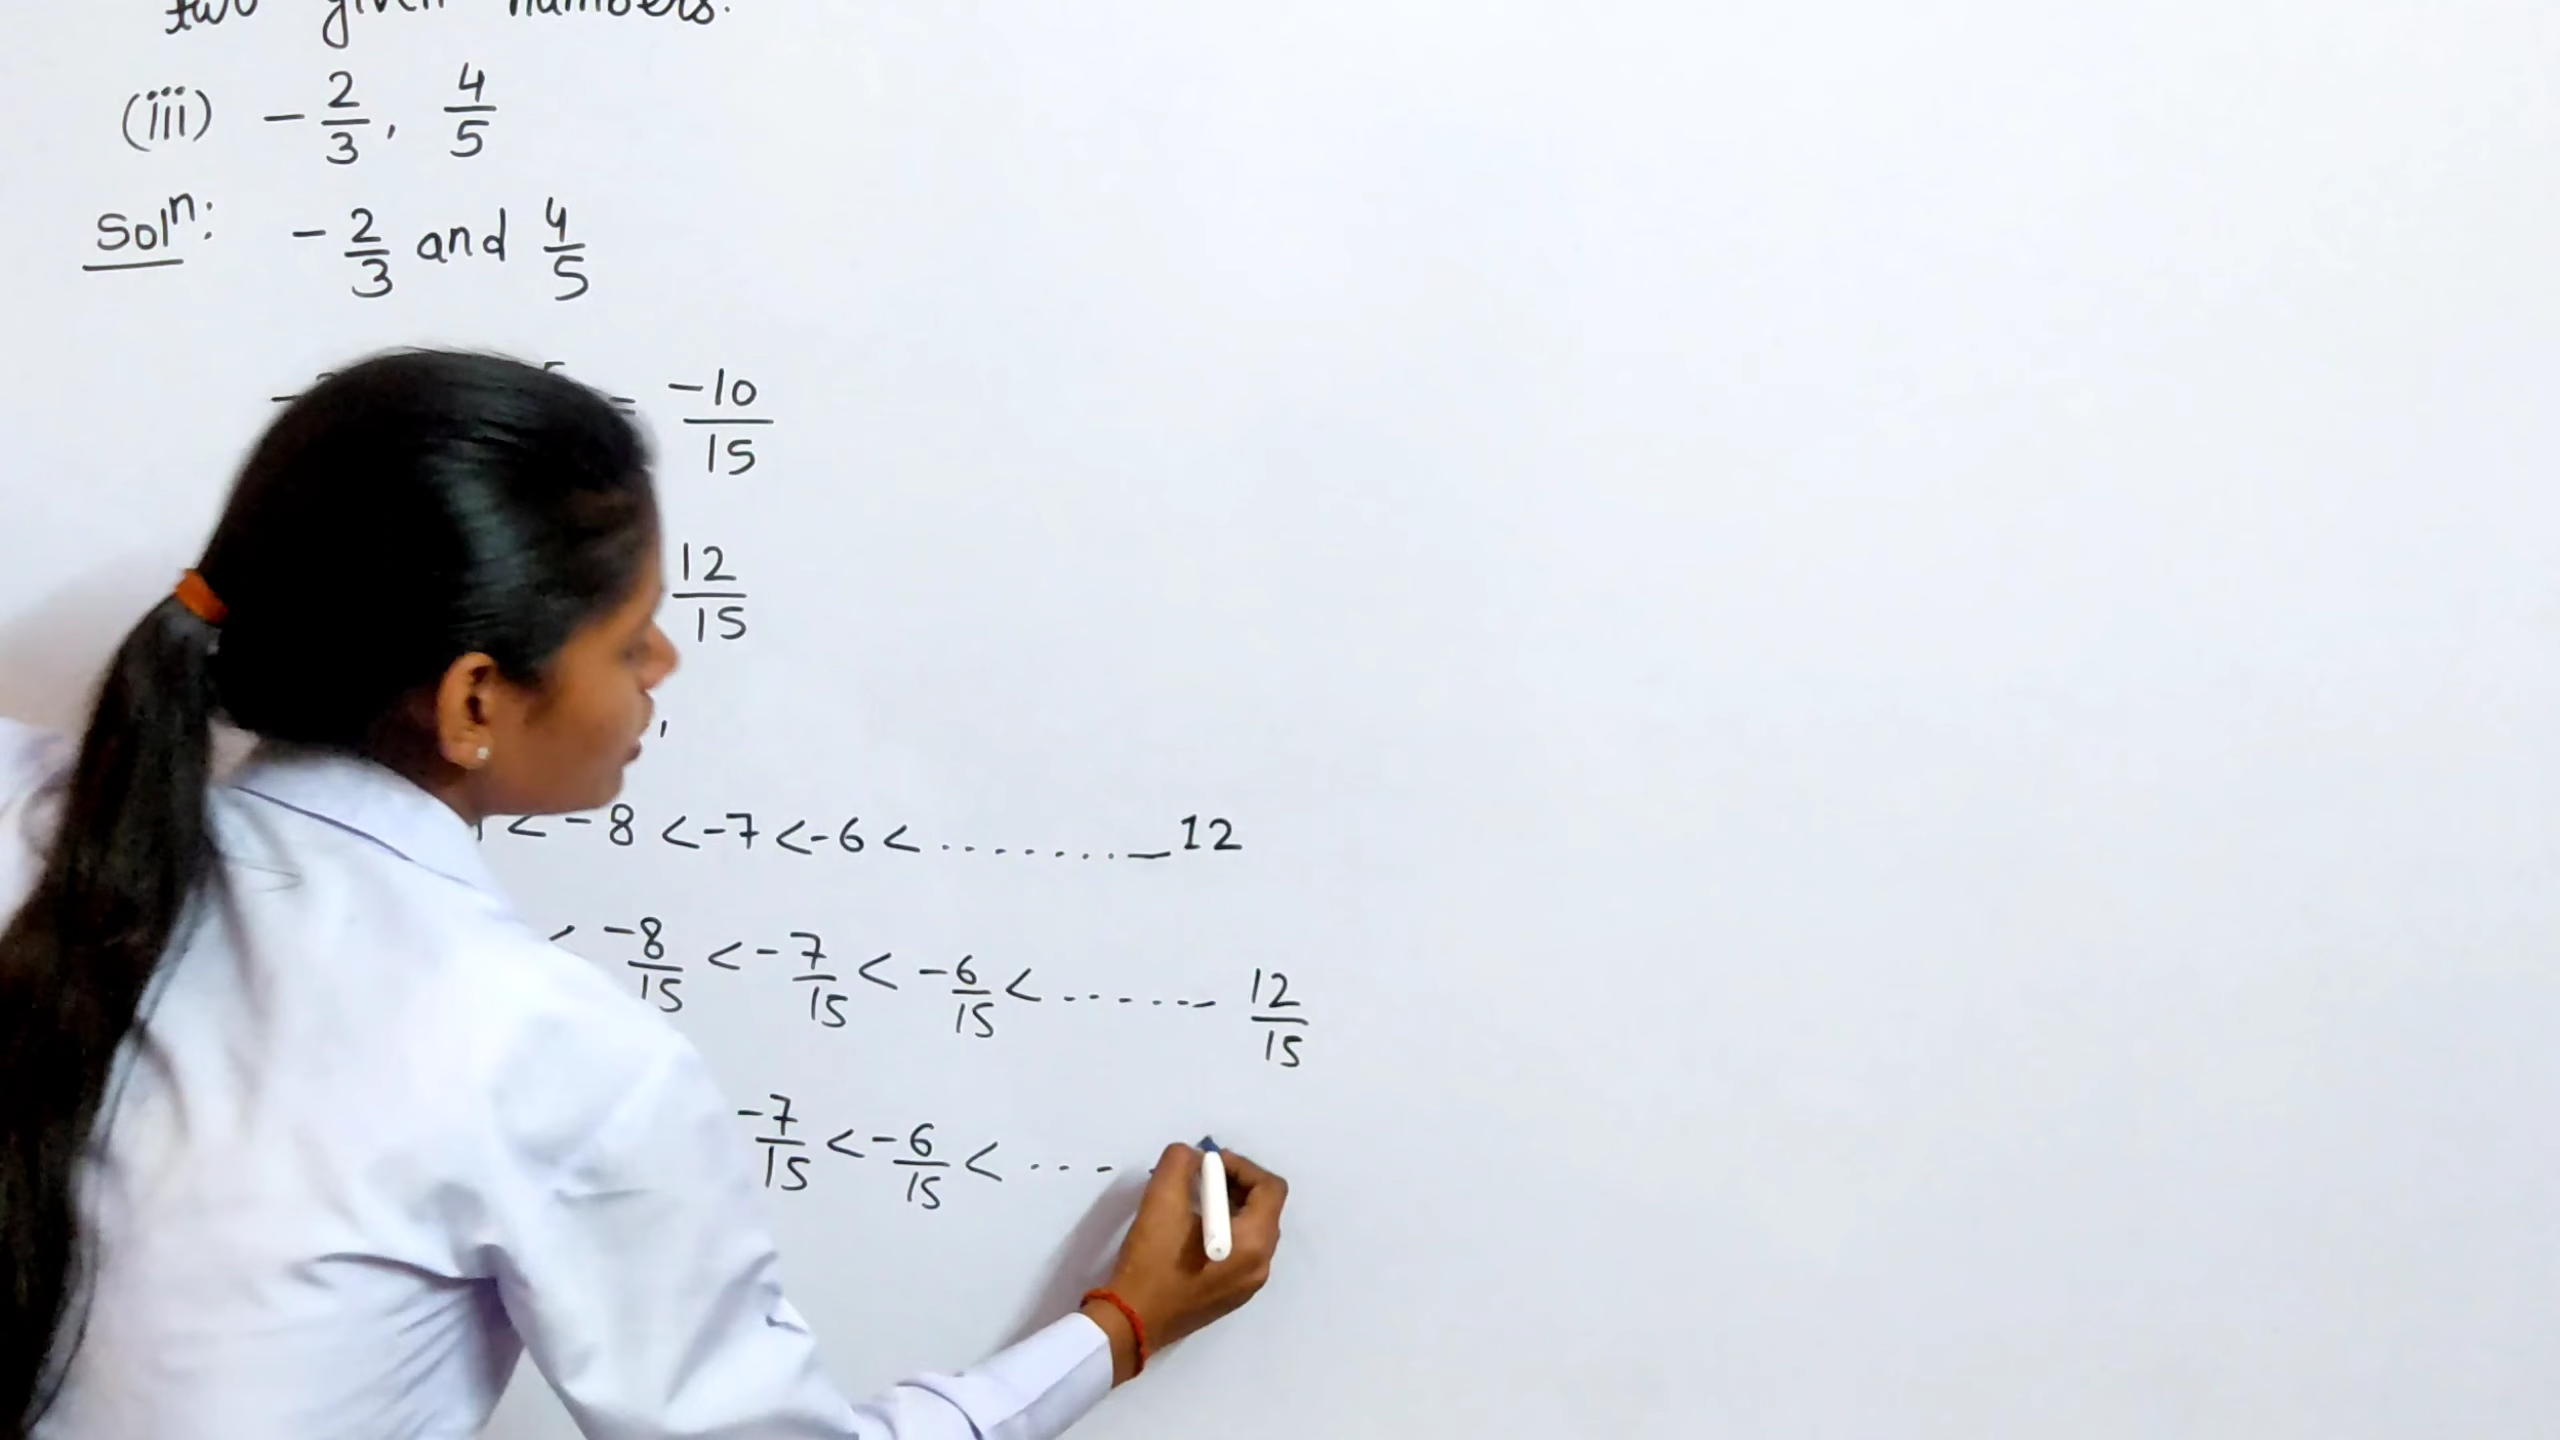 two given numbers.
(iii) -2/3, 4/5
Solⁿ: -2/3 and 4/5
= -10/15
12/15
,
< -8 < -7 < -6 < ........ 12
< -8/15 < -7/15 < -6/15 < ...... 12/15
-7/15 < -6/15 < ....